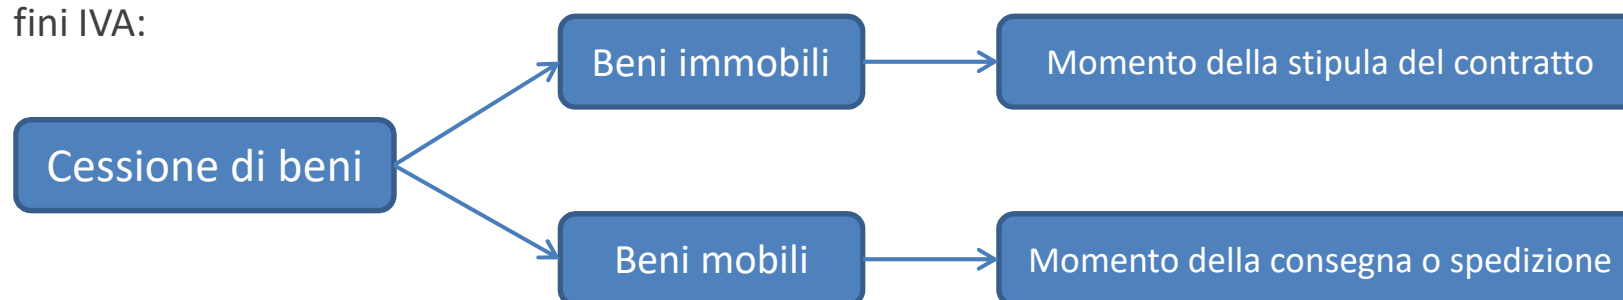 fini IVA:
Beni immobili
Momento della stipula del contratto
Cessione di beni
Beni mobili
Momento della consegna o spedizione